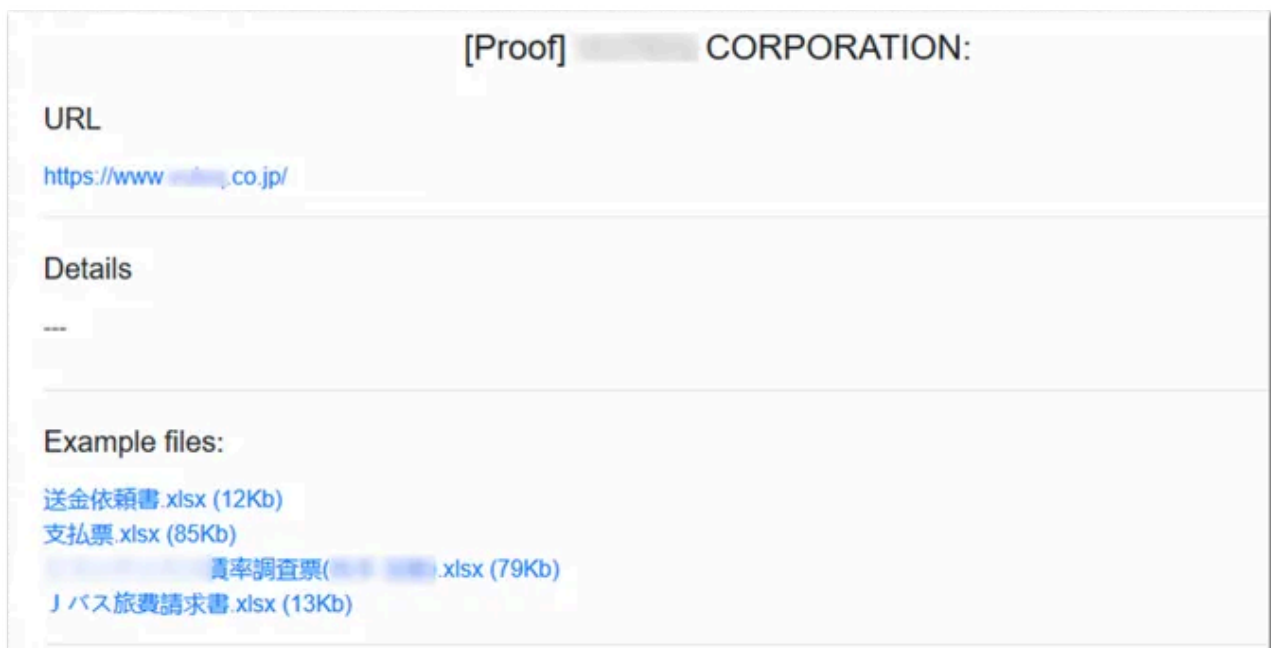 [Proof] CORPORATION:
URL
https://www .co.jp/
Details
---
Example files:
送金依頼書.xlsx (12Kb)
支払票.xlsx (85Kb)
率調査票( ).xlsx (79Kb)
Jバス旅費請求書.xlsx (13Kb)